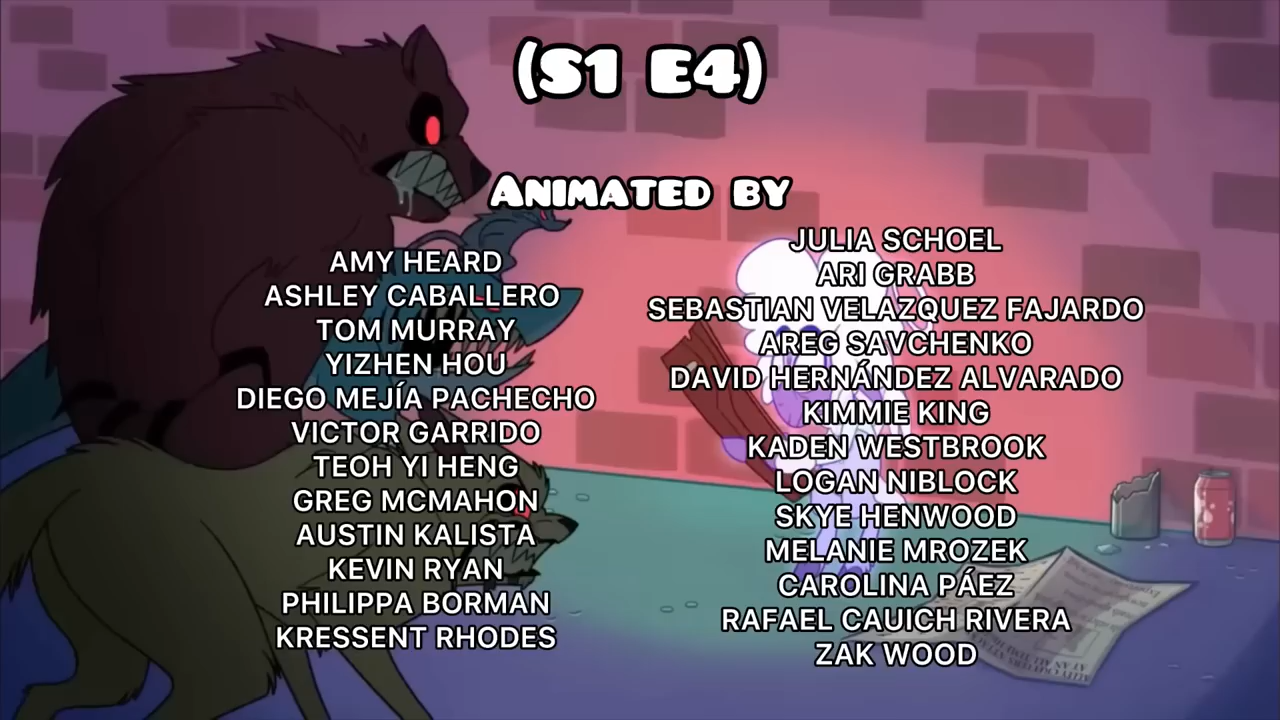 (S1 E4)
ANIMATED BY
AMY HEARD
ASHLEY CABALLERO
TOM MURRAY
YIZHEN HOU
DIEGO MEJÍA PACHECHO
VICTOR GARRIDO
TEOH YI HENG
GREG MCMAHON
AUSTIN KALISTA
KEVIN RYAN
PHILIPPA BORMAN
KRESSENT RHODES
JULIA SCHOEL
ARI GRABB
SEBASTIAN VELAZQUEZ FAJARDO
AREG SAVCHENKO
DAVID HERNÁNDEZ ALVARADO
KIMMIE KING
KADEN WESTBROOK
LOGAN NIBLOCK
SKYE HENWOOD
MELANIE MROZEK
CAROLINA PÁEZ
RAFAEL CAUICH RIVERA
ZAK WOOD